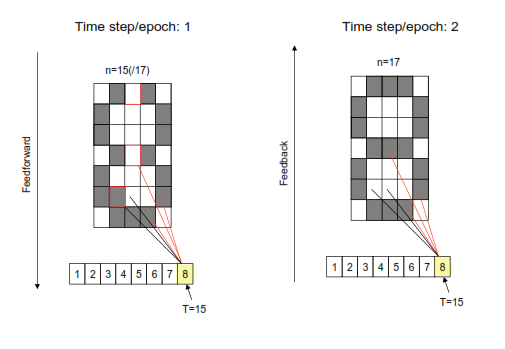 Time step/epoch: 1
Time step/epoch: 2
n=15(/17)
n=17
Feedforward
Feedback
1 2 3 4 5 6 7 8
1 2 3 4 5 6 7 8
T=15
T=15